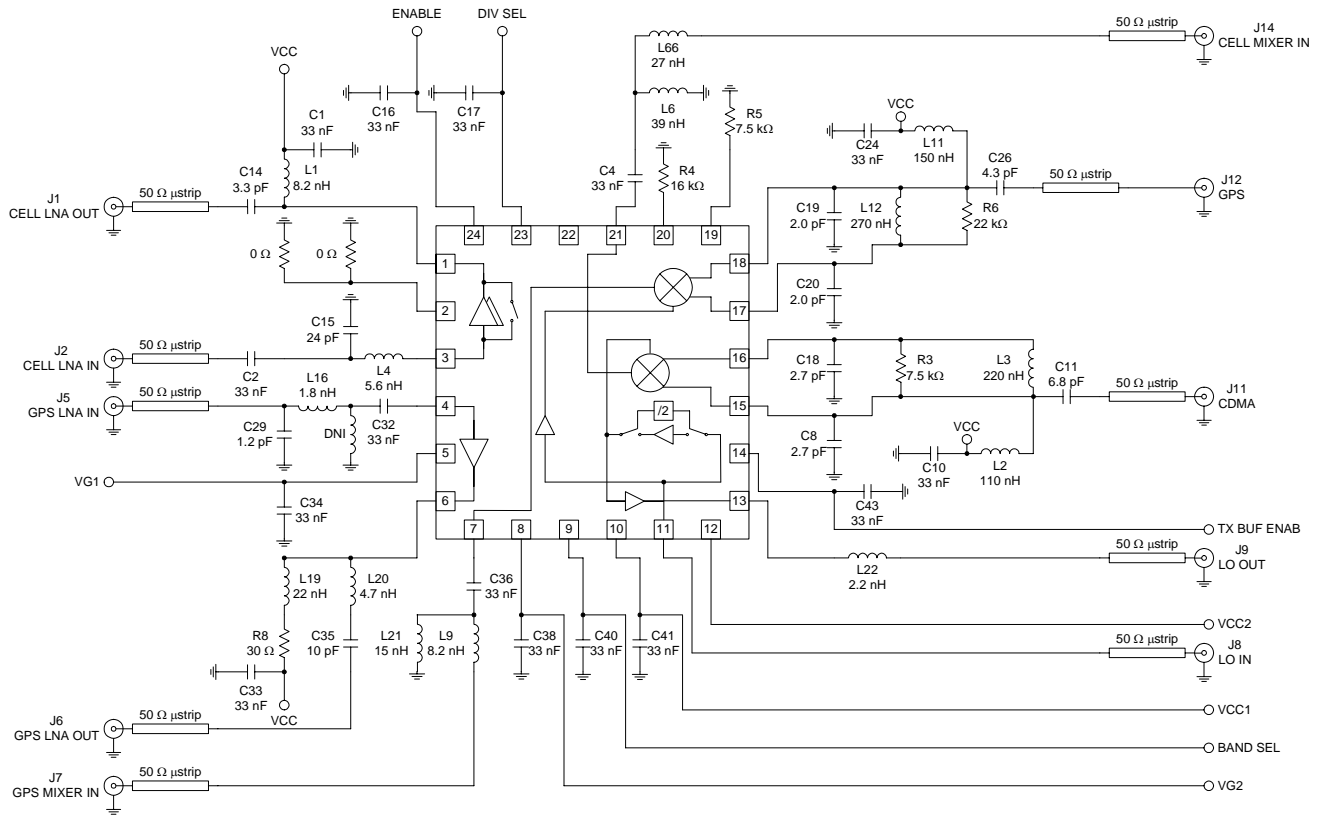 ENABLE
DIV SEL
VCC
C1
33 nF
C16
33 nF
C17
33 nF
L66
27 nH
L6
39 nH
50 Ω µstrip
J14
CELL MIXER IN
R5
7.5 kΩ
C4
33 nF
R4
16 kΩ
VCC
C24
33 nF
L11
150 nH
C26
4.3 pF
50 Ω µstrip
J12
GPS
J1
CELL LNA OUT
50 Ω µstrip
C14
3.3 pF
L1
8.2 nH
0 Ω
0 Ω
C19
2.0 pF
L12
270 nH
R6
22 kΩ
C20
2.0 pF
24
23
22
21
20
19
1
2
3
4
5
6
18
17
16
15
14
13
7
8
9
10
11
12
/2
C15
24 pF
J2
CELL LNA IN
50 Ω µstrip
C2
33 nF
L4
5.6 nH
J5
GPS LNA IN
50 Ω µstrip
L16
1.8 nH
C29
1.2 pF
DNI
C32
33 nF
VG1
C34
33 nF
C18
2.7 pF
R3
7.5 kΩ
L3
220 nH
C11
6.8 pF
50 Ω µstrip
J11
CDMA
C8
2.7 pF
VCC
C10
33 nF
L2
110 nH
C43
33 nF
TX BUF ENAB
L22
2.2 nH
50 Ω µstrip
J9
LO OUT
L19
22 nH
L20
4.7 nH
R8
30 Ω
C35
10 pF
C33
33 nF
VCC
C36
33 nF
L21
15 nH
L9
8.2 nH
C38
33 nF
C40
33 nF
C41
33 nF
VCC2
50 Ω µstrip
J8
LO IN
VCC1
BAND SEL
VG2
J6
GPS LNA OUT
50 Ω µstrip
J7
GPS MIXER IN
50 Ω µstrip